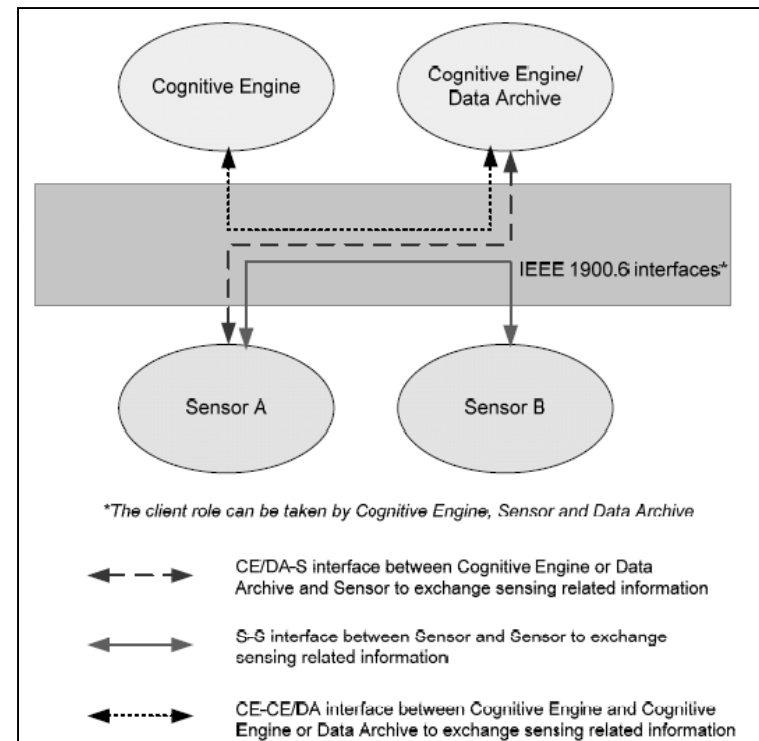 Cognitive Engine
Cognitive Engine/
Data Archive
IEEE 1900.6 interfaces*
Sensor A
Sensor B
*The client role can be taken by Cognitive Engine, Sensor and Data Archive
CE/DA-S interface between Cognitive Engine or Data
Archive and Sensor to exchange sensing related information
S-S interface between Sensor and Sensor to exchange
sensing related information
CE-CE/DA interface between Cognitive Engine and Cognitive
Engine or Data Archive to exchange sensing related information